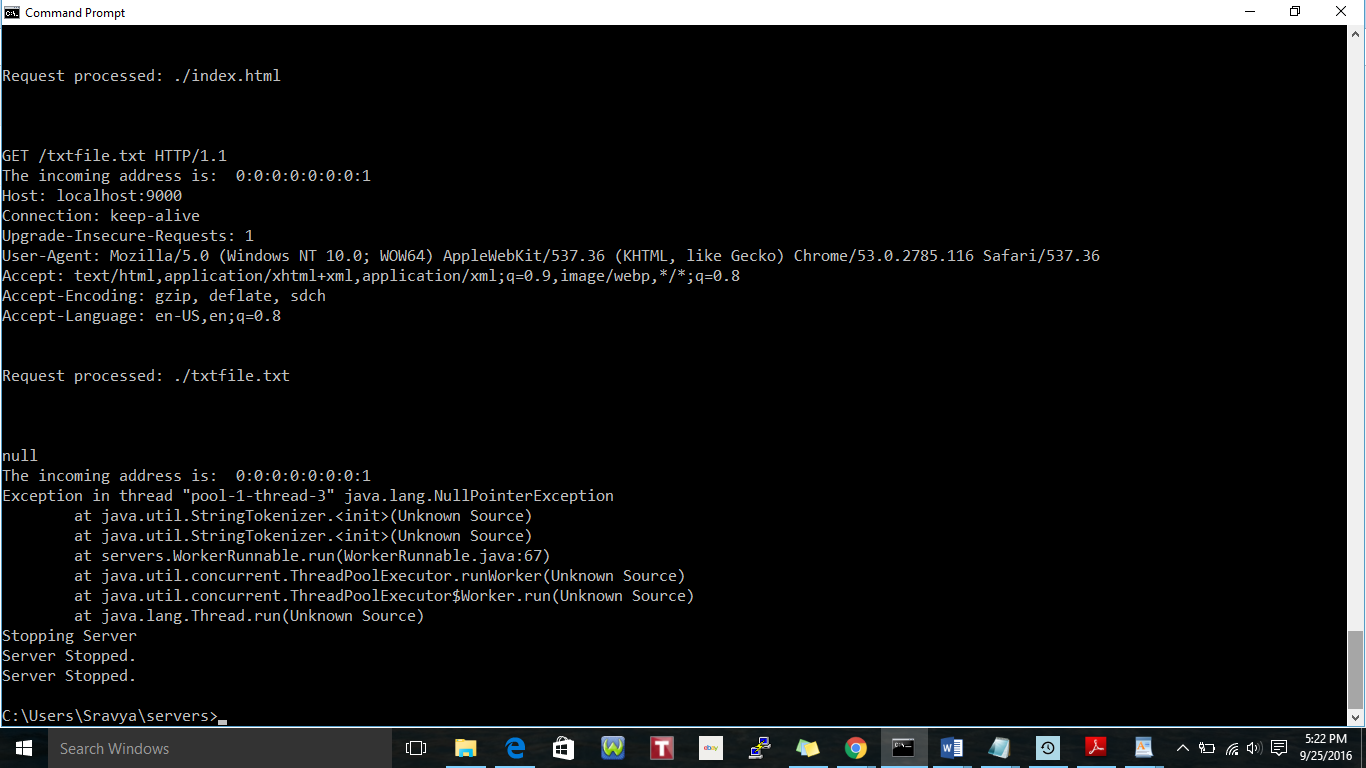 Command Prompt
Request processed: ./index.html
GET /txtfile.txt HTTP/1.1
The incoming address is:  0:0:0:0:0:0:0:1
Host: localhost:9000
Connection: keep-alive
Upgrade-Insecure-Requests: 1
User-Agent: Mozilla/5.0 (Windows NT 10.0; WOW64) AppleWebKit/537.36 (KHTML, like Gecko) Chrome/53.0.2785.116 Safari/537.36
Accept: text/html,application/xhtml+xml,application/xml;q=0.9,image/webp,*/*;q=0.8
Accept-Encoding: gzip, deflate, sdch
Accept-Language: en-US,en;q=0.8
Request processed: ./txtfile.txt
null
The incoming address is:  0:0:0:0:0:0:0:1
Exception in thread "pool-1-thread-3" java.lang.NullPointerException
        at java.util.StringTokenizer.<init>(Unknown Source)
        at java.util.StringTokenizer.<init>(Unknown Source)
        at servers.WorkerRunnable.run(WorkerRunnable.java:67)
        at java.util.concurrent.ThreadPoolExecutor.runWorker(Unknown Source)
        at java.util.concurrent.ThreadPoolExecutor$Worker.run(Unknown Source)
        at java.lang.Thread.run(Unknown Source)
Stopping Server
Server Stopped.
Server Stopped.
C:\Users\Sravya\servers>
Search Windows
ebay
5:22 PM
9/25/2016